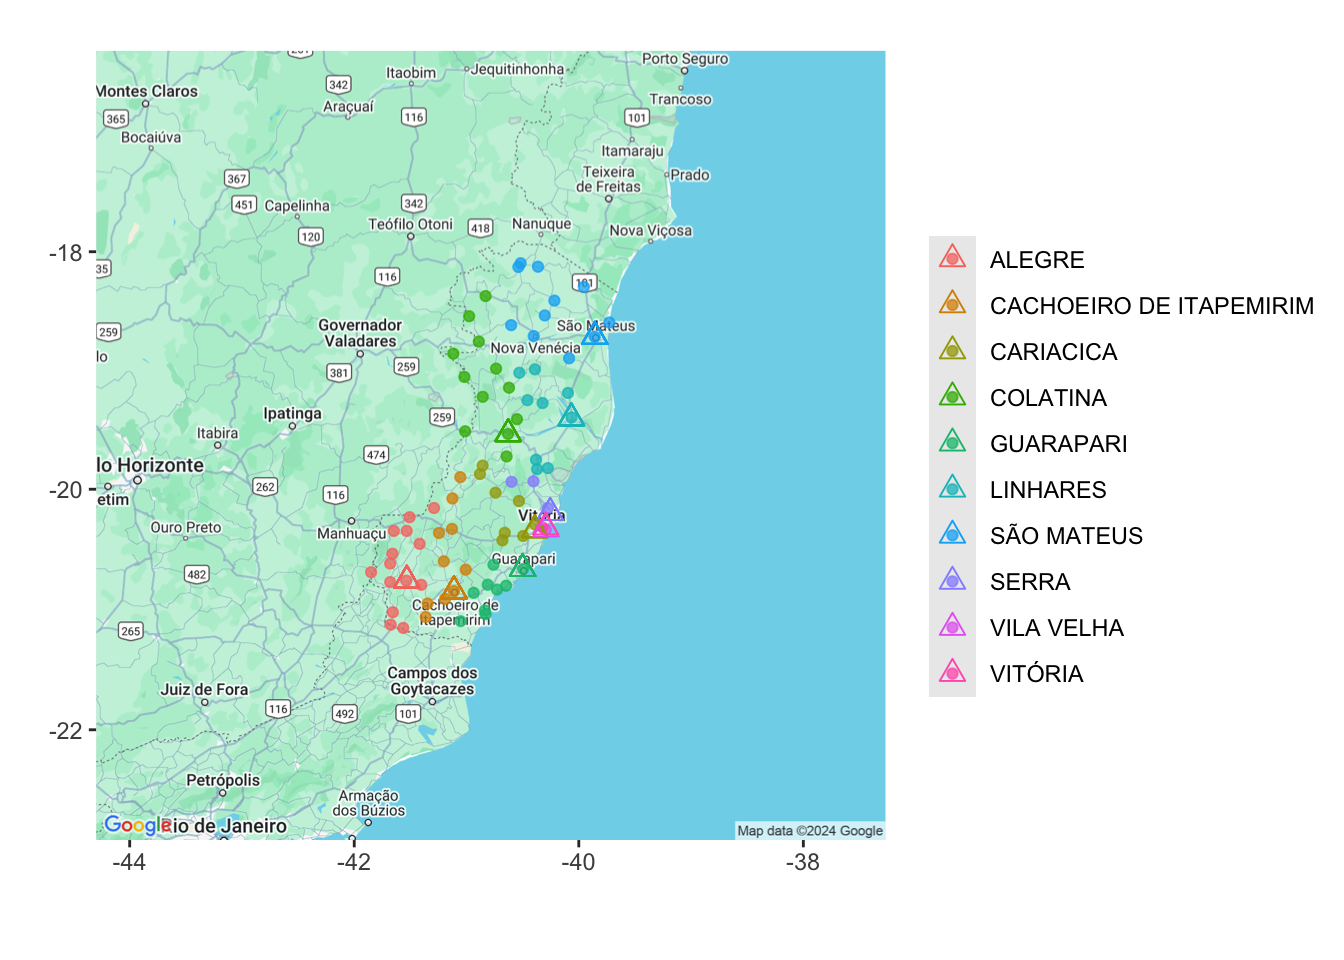 Porto Seguro
Itaobim
Jequitinhonha
342
Montes Claros
Araçuaí
Trancoso
365
116
101
Bocaiúva
Itamaraju
367
Teixeira
de Freitas
Prado
451
Capelinha
342
120
Teófilo Otoni
418
Nanuque
Nova Viçosa
-18
35
116
101
ALEGRE
CACHOEIRO DE ITAPEMIRIM
CARIACICA
COLATINA
GUARAPARI
LINHARES
SÃO MATEUS
SERRA
VILA VELHA
VITÓRIA
259
Governador
Valadares
São Mateus
lo
Nova Venécia
381
259
Ipatinga
259
Itabira
474
lo Horizonte
262
116
-20
etim
Ouro Preto
Manhuaçu
Vitória
482
Guarapari
Cachoeiro de
Itapemirim
265
Campos dos
Goytacazes
Juiz de Fora
116
492
101
-22
Petrópolis
Armação
dos Búzios
Google
Rio de Janeiro
Map data ©2024 Google
-44
-42
-40
-38